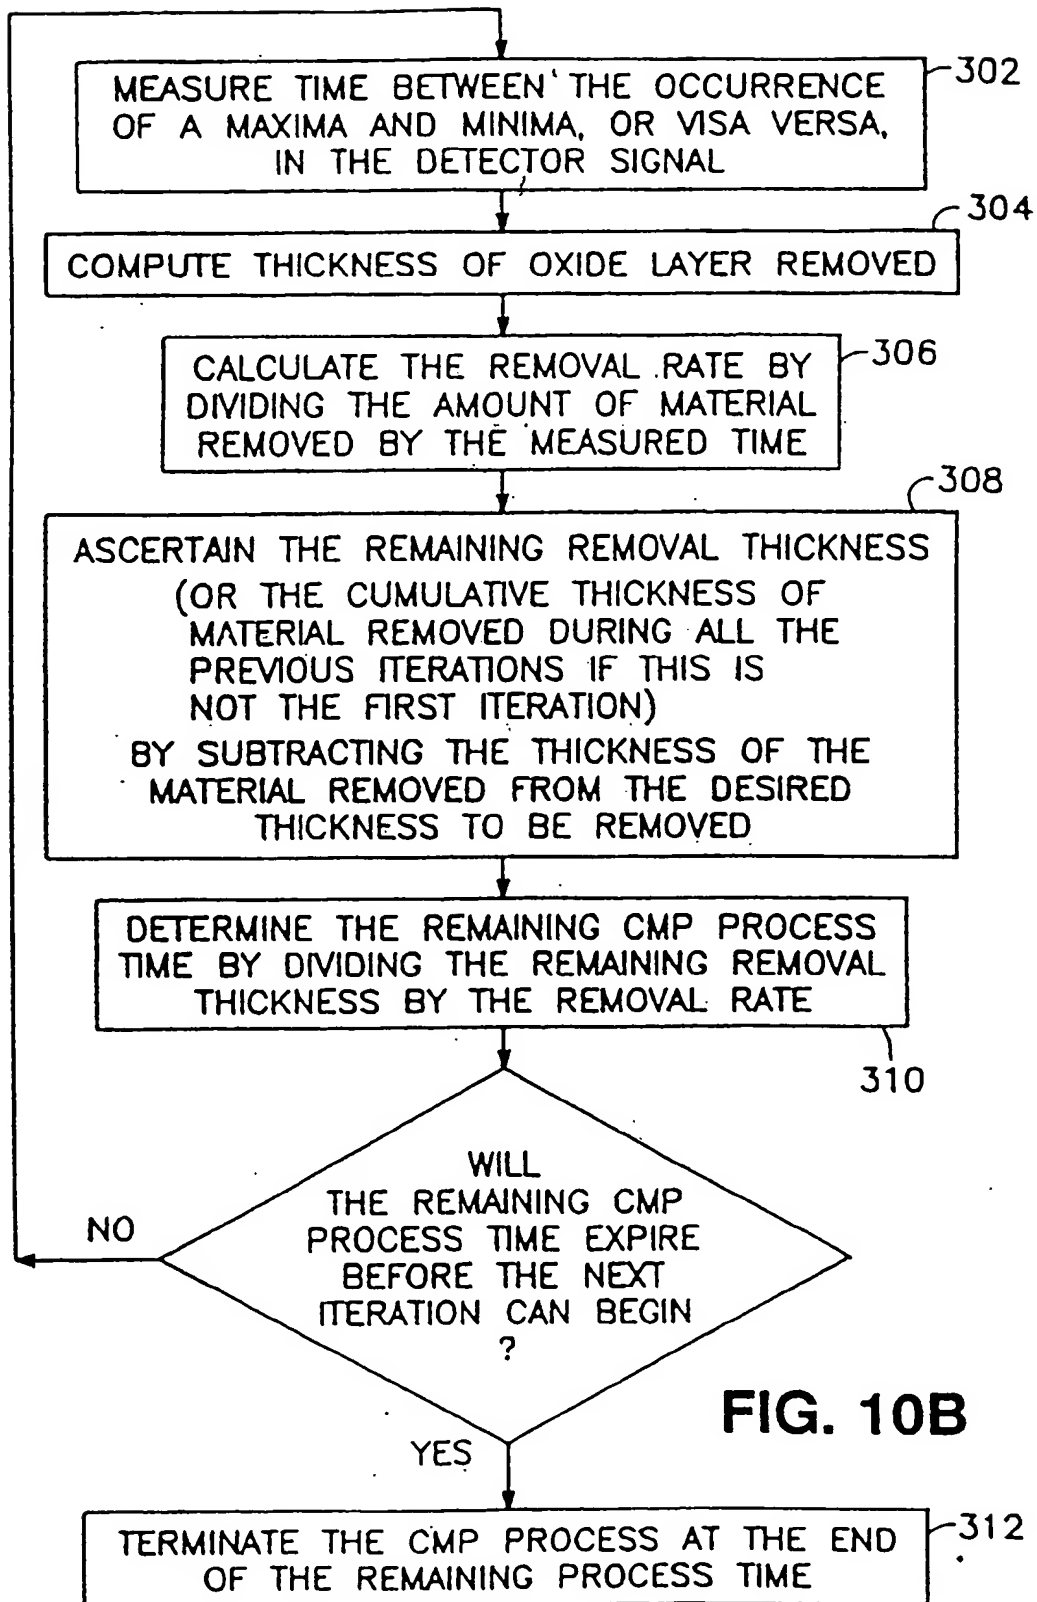 302
MEASURE TIME BETWEEN THE OCCURRENCE
OF A MAXIMA AND MINIMA, OR VISA VERSA,
IN THE DETECTOR SIGNAL
304
COMPUTE THICKNESS OF OXIDE LAYER REMOVED
306
CALCULATE THE REMOVAL RATE BY
DIVIDING THE AMOUNT OF MATERIAL
REMOVED BY THE MEASURED TIME
308
ASCERTAIN THE REMAINING REMOVAL THICKNESS
(OR THE CUMULATIVE THICKNESS OF
MATERIAL REMOVED DURING ALL THE
PREVIOUS ITERATIONS IF THIS IS
NOT THE FIRST ITERATION)
BY SUBTRACTING THE THICKNESS OF THE
MATERIAL REMOVED FROM THE DESIRED
THICKNESS TO BE REMOVED
DETERMINE THE REMAINING CMP PROCESS
TIME BY DIVIDING THE REMAINING REMOVAL
THICKNESS BY THE REMOVAL RATE
310
WILL
THE REMAINING CMP
PROCESS TIME EXPIRE
BEFORE THE NEXT
ITERATION CAN BEGIN
?
NO
FIG. 10B
YES
312
TERMINATE THE CMP PROCESS AT THE END
OF THE REMAINING PROCESS TIME